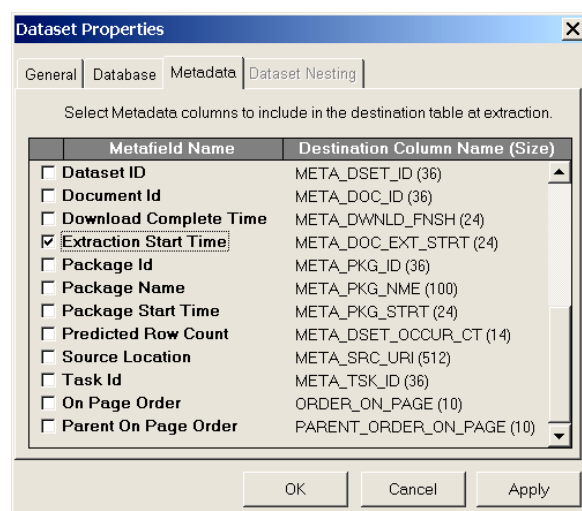 Dataset Properties
General Database Metadata Dataset Nesting
Select Metadata columns to include in the destination table at extraction.
Metafield Name Destination Column Name (Size)
Dataset ID META_DSET_ID (36)
Document Id META_DOC_ID (36)
Download Complete Time META_DWNLD_FNSH (24)
Extraction Start Time META_DOC_EXT_STRT (24)
Package Id META_PKG_ID (36)
Package Name META_PKG_NME (100)
Package Start Time META_PKG_STRT (24)
Predicted Row Count META_DSET_OCCUR_CT (14)
Source Location META_SRC_URI (512)
Task Id META_TSK_ID (36)
On Page Order ORDER_ON_PAGE (10)
Parent On Page Order PARENT_ORDER_ON_PAGE (10)
OK Cancel Apply